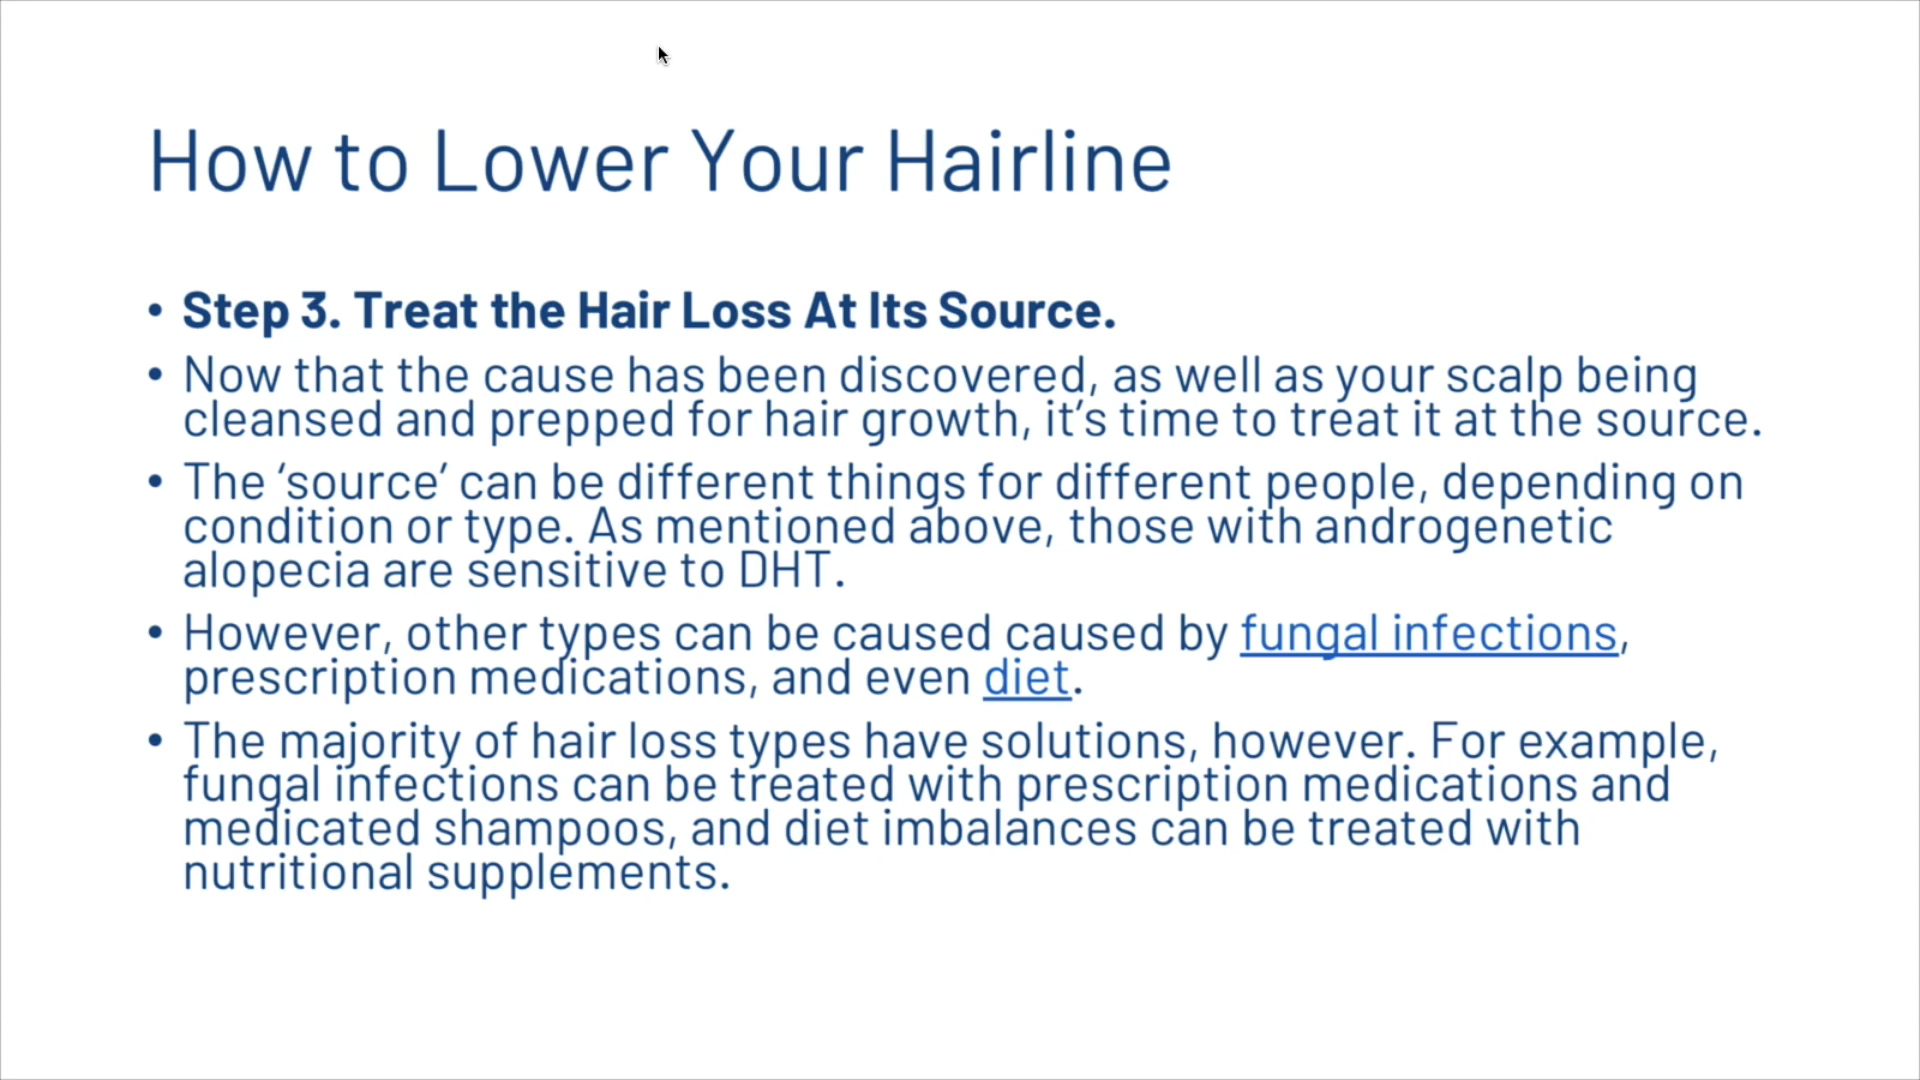 How to Lower Your Hairline
• Step 3. Treat the Hair Loss At Its Source.
• Now that the cause has been discovered, as well as your scalp being
cleansed and prepped for hair growth, it’s time to treat it at the source.
• The ‘source’ can be different things for different people, depending on
condition or type. As mentioned above, those with androgenetic
alopecia are sensitive to DHT.
• However, other types can be caused caused by fungal infections,
prescription medications, and even diet.
• The majority of hair loss types have solutions, however. For example,
fungal infections can be treated with prescription medications and
medicated shampoos, and diet imbalances can be treated with
nutritional supplements.